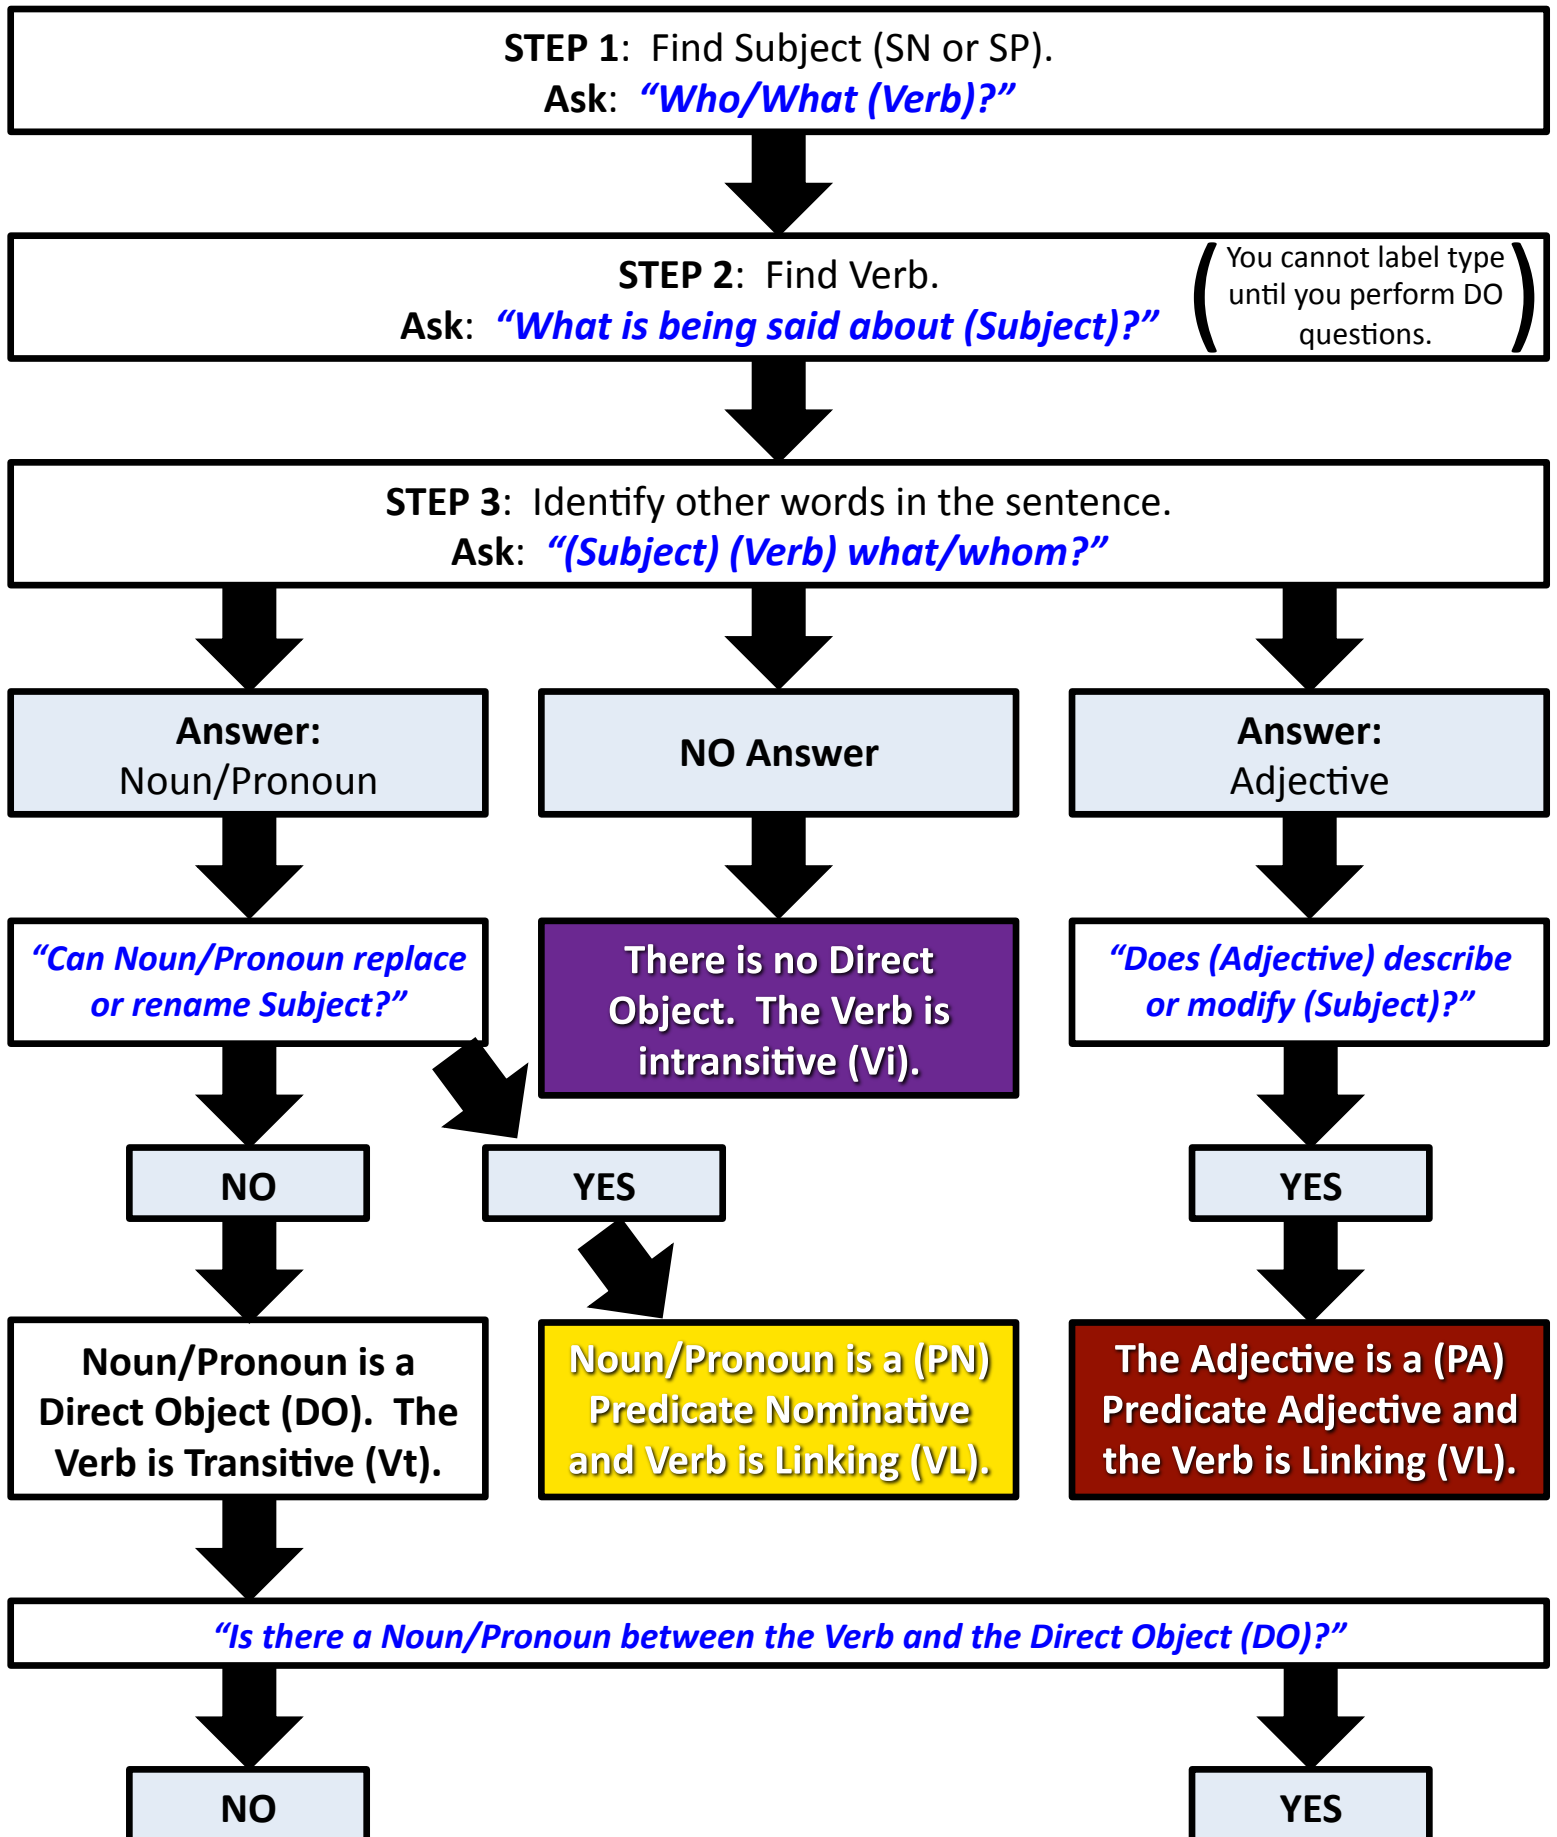 STEP 1:  Find Subject (SN or SP).
Ask:  “Who/What (Verb)?”
STEP 2:  Find Verb.
Ask:  “What is being said about (Subject)?”
(You cannot label type
until you perform DO
questions.)
STEP 3:  Identify other words in the sentence.
Ask:  “(Subject) (Verb) what/whom?”
Answer:
Noun/Pronoun
NO Answer
Answer:
Adjective
“Can Noun/Pronoun replace
or rename Subject?”
There is no Direct
Object.  The Verb is
intransitive (Vi).
“Does (Adjective) describe
or modify (Subject)?”
NO
YES
YES
Noun/Pronoun is a
Direct Object (DO).  The
Verb is Transitive (Vt).
Noun/Pronoun is a (PN)
Predicate Nominative
and Verb is Linking (VL).
The Adjective is a (PA)
Predicate Adjective and
the Verb is Linking (VL).
“Is there a Noun/Pronoun between the Verb and the Direct Object (DO)?”
NO
YES